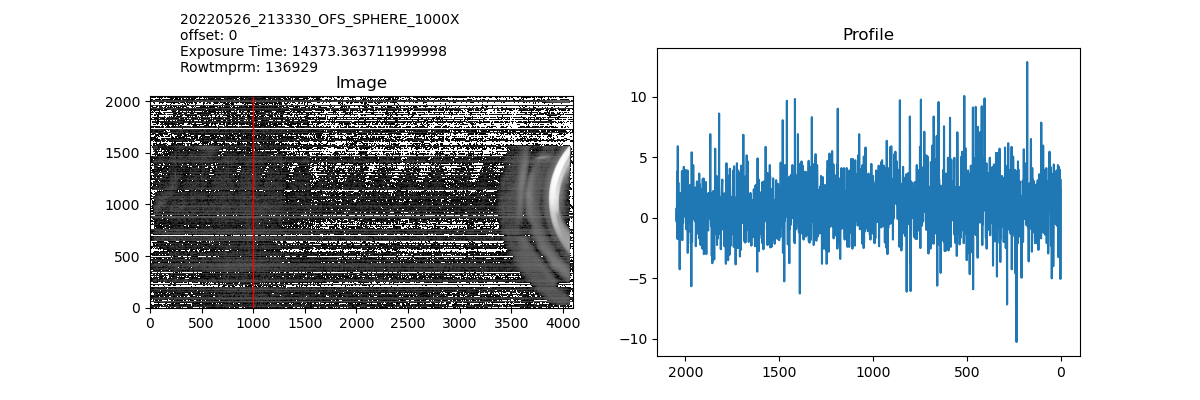 20220526_213330_OFS_SPHERE_1000X
offset: 0
Exposure Time: 14373.363711999998
Rowtmprm: 136929
Image
2000
1500
1000
500
0
0 500 1000 1500 2000 2500 3000 3500 4000
Profile
10
5
0
−5
−10
2000 1500 1000 500 0